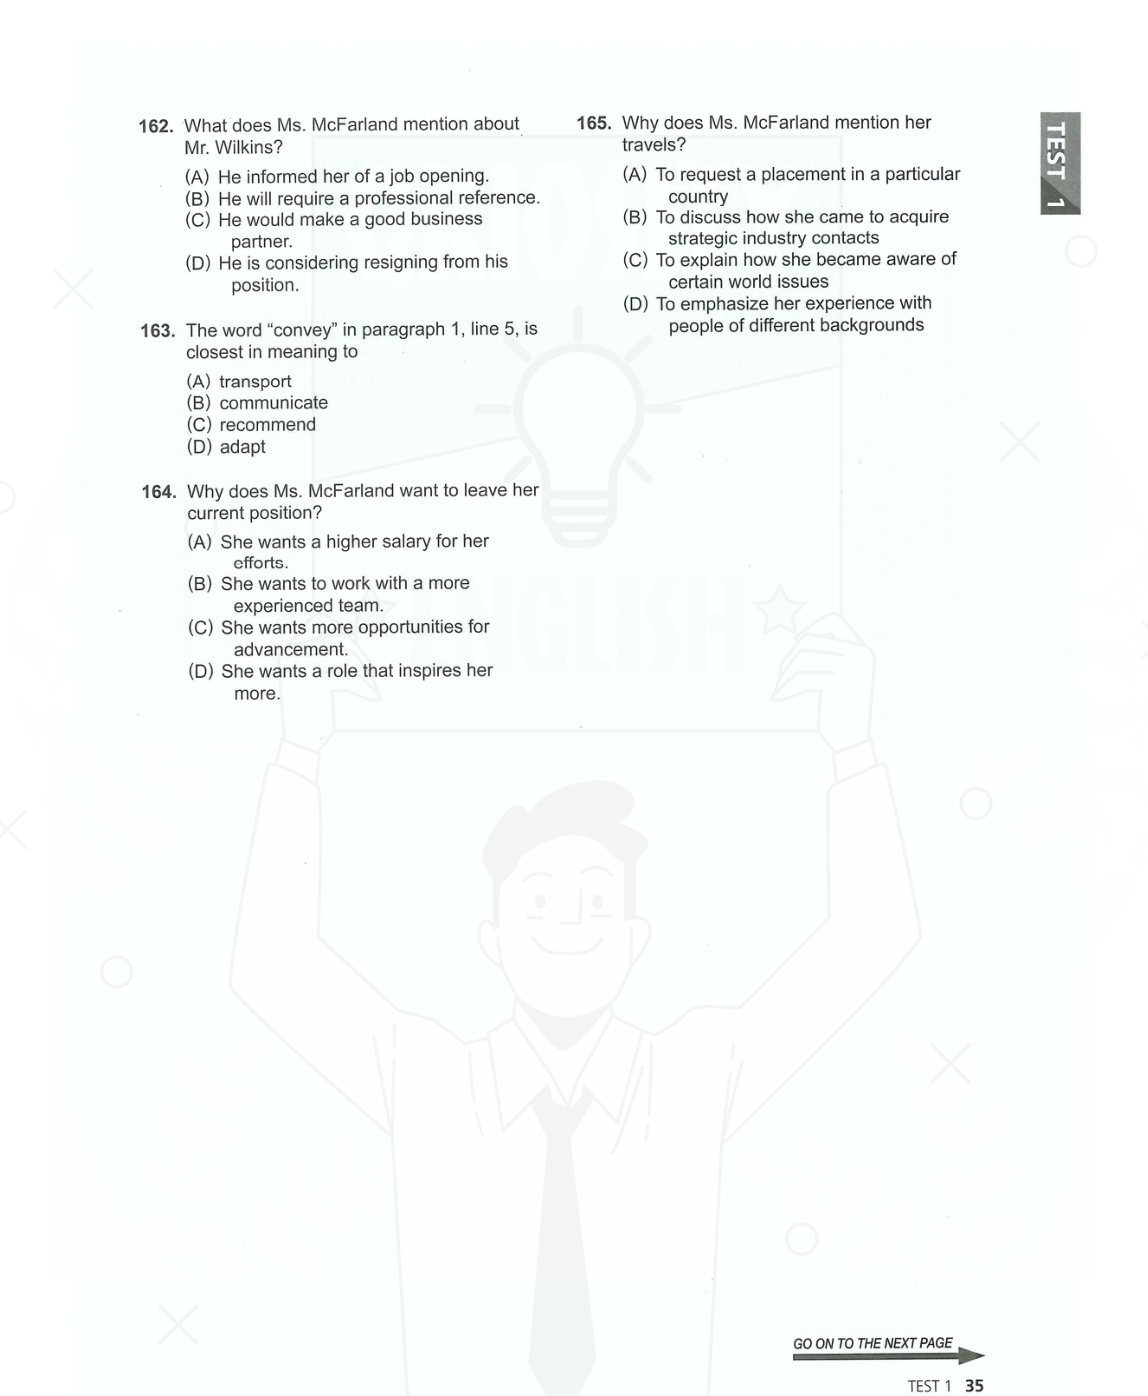 162. What does Ms. McFarland mention about
Mr. Wilkins?
(A) He informed her of a job opening.
(B) He will require a professional reference.
(C) He would make a good business
partner.
(D) He is considering resigning from his
position.
163. The word “convey” in paragraph 1, line 5, is
closest in meaning to
(A) transport
(B) communicate
(C) recommend
(D) adapt
164. Why does Ms. McFarland want to leave her
current position?
(A) She wants a higher salary for her
efforts.
(B) She wants to work with a more
experienced team.
(C) She wants more opportunities for
advancement.
(D) She wants a role that inspires her
more.
165. Why does Ms. McFarland mention her
travels?
(A) To request a placement in a particular
country
(B) To discuss how she came to acquire
strategic industry contacts
(C) To explain how she became aware of
certain world issues
(D) To emphasize her experience with
people of different backgrounds
TEST 1
ENGLISH
GO ON TO THE NEXT PAGE
TEST 1 35